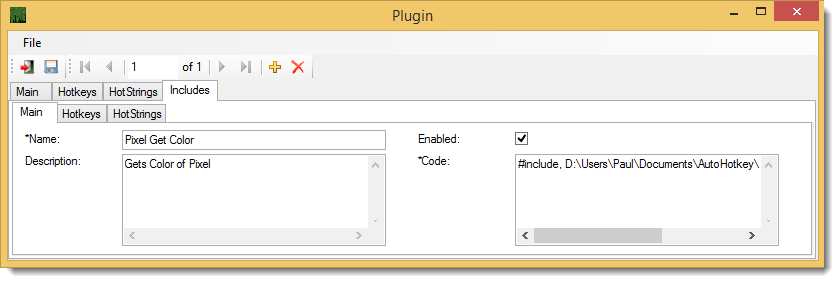 Plugin
File
1 of 1
Main Hotkeys HotStrings Includes
Main Hotkeys HotStrings
*Name: Pixel Get Color Enabled:
Description: Gets Color of Pixel *Code: #include, D:\Users\Paul\Documents\AutoHotkey\